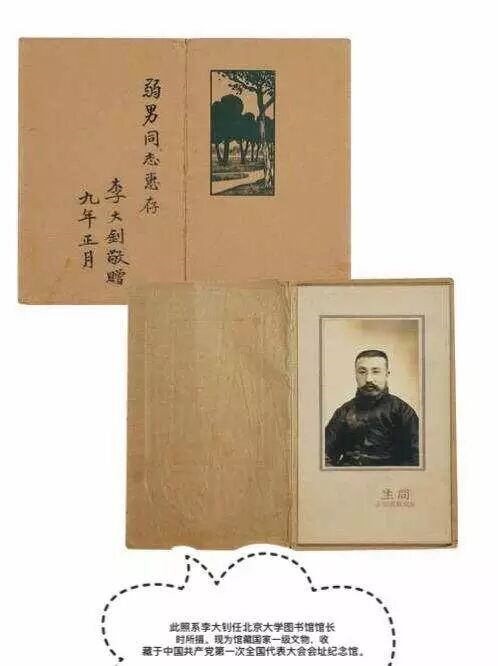 弱男同志惠存
李大釗敬赠
九年正月
同生
此照系李大钊任北京大学图书馆馆长
时所摄。现为馆藏国家一级文物，收
藏于中国共产党第一次全国代表大会会址纪念馆。